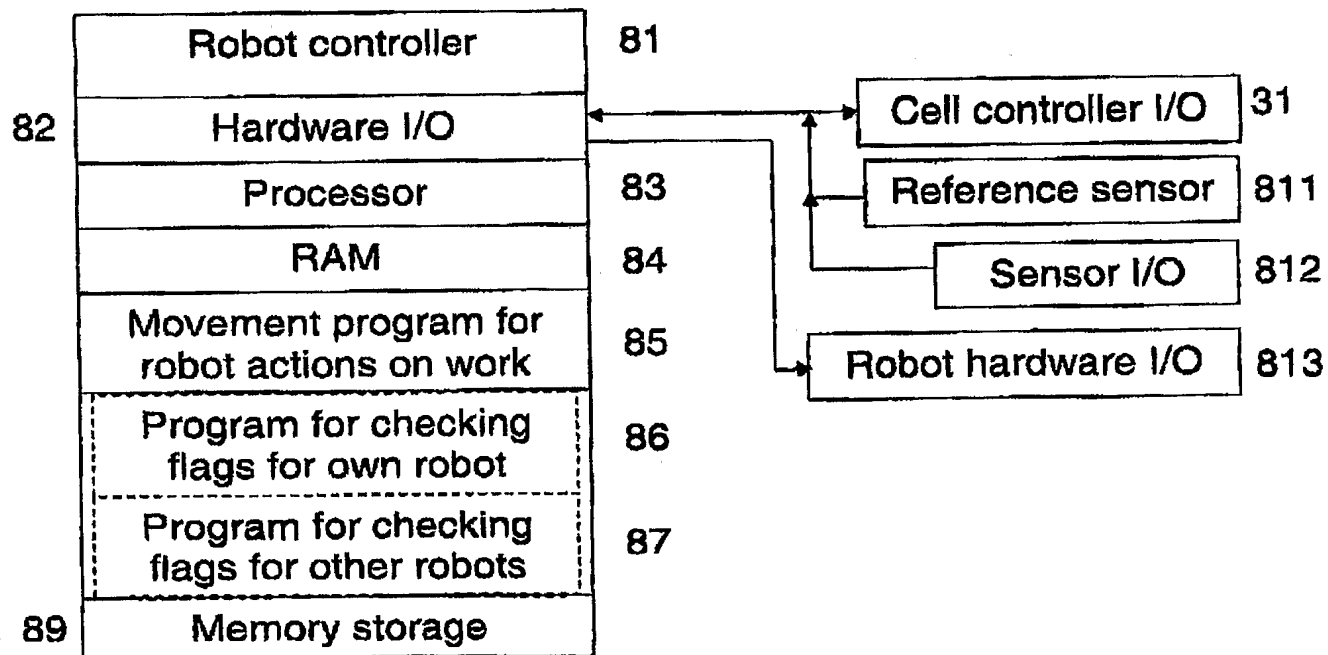 Robot controller 81
82 Hardware I/O
Processor 83
RAM 84
Movement program for
robot actions on work 85
Program for checking
flags for own robot 86
Program for checking
flags for other robots 87
89 Memory storage
Cell controller I/O 31
Reference sensor 811
Sensor I/O 812
Robot hardware I/O 813